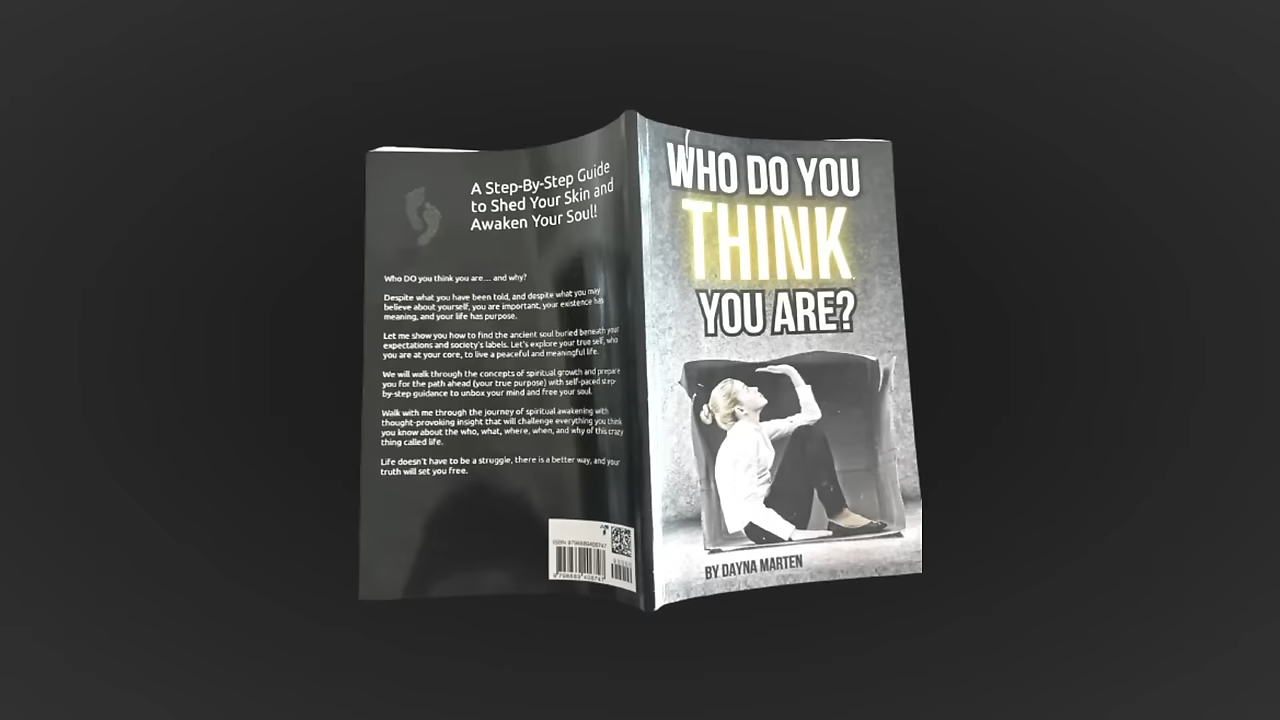 A Step-By-Step Guide
to Shed Your Skin and
Awaken Your Soul!
Who DO you think you are.... and why?
Despite what you have been told, and despite what you may
believe about yourself, you are important, your existence has
meaning, and your life has purpose.
Let me show you how to find the ancient soul buried beneath your
expectations and society's labels. Let's explore your true self, who
you are at your core, to live a peaceful and meaningful life.
We will walk through the concepts of spiritual growth and prepare
you for the path ahead (your true purpose) with self-paced step-
by-step guidance to unbox your mind and free your soul.
Walk with me through the journey of spiritual awakening with
thought-provoking insight that will challenge everything you think
you know about the who, what, where, when, and why of this crazy
thing called life.
Life doesn't have to be a struggle, there is a better way, and your
truth will set you free.
ISBN
WHO DO YOU
THINK
YOU ARE?
BY DAYNA MARTEN